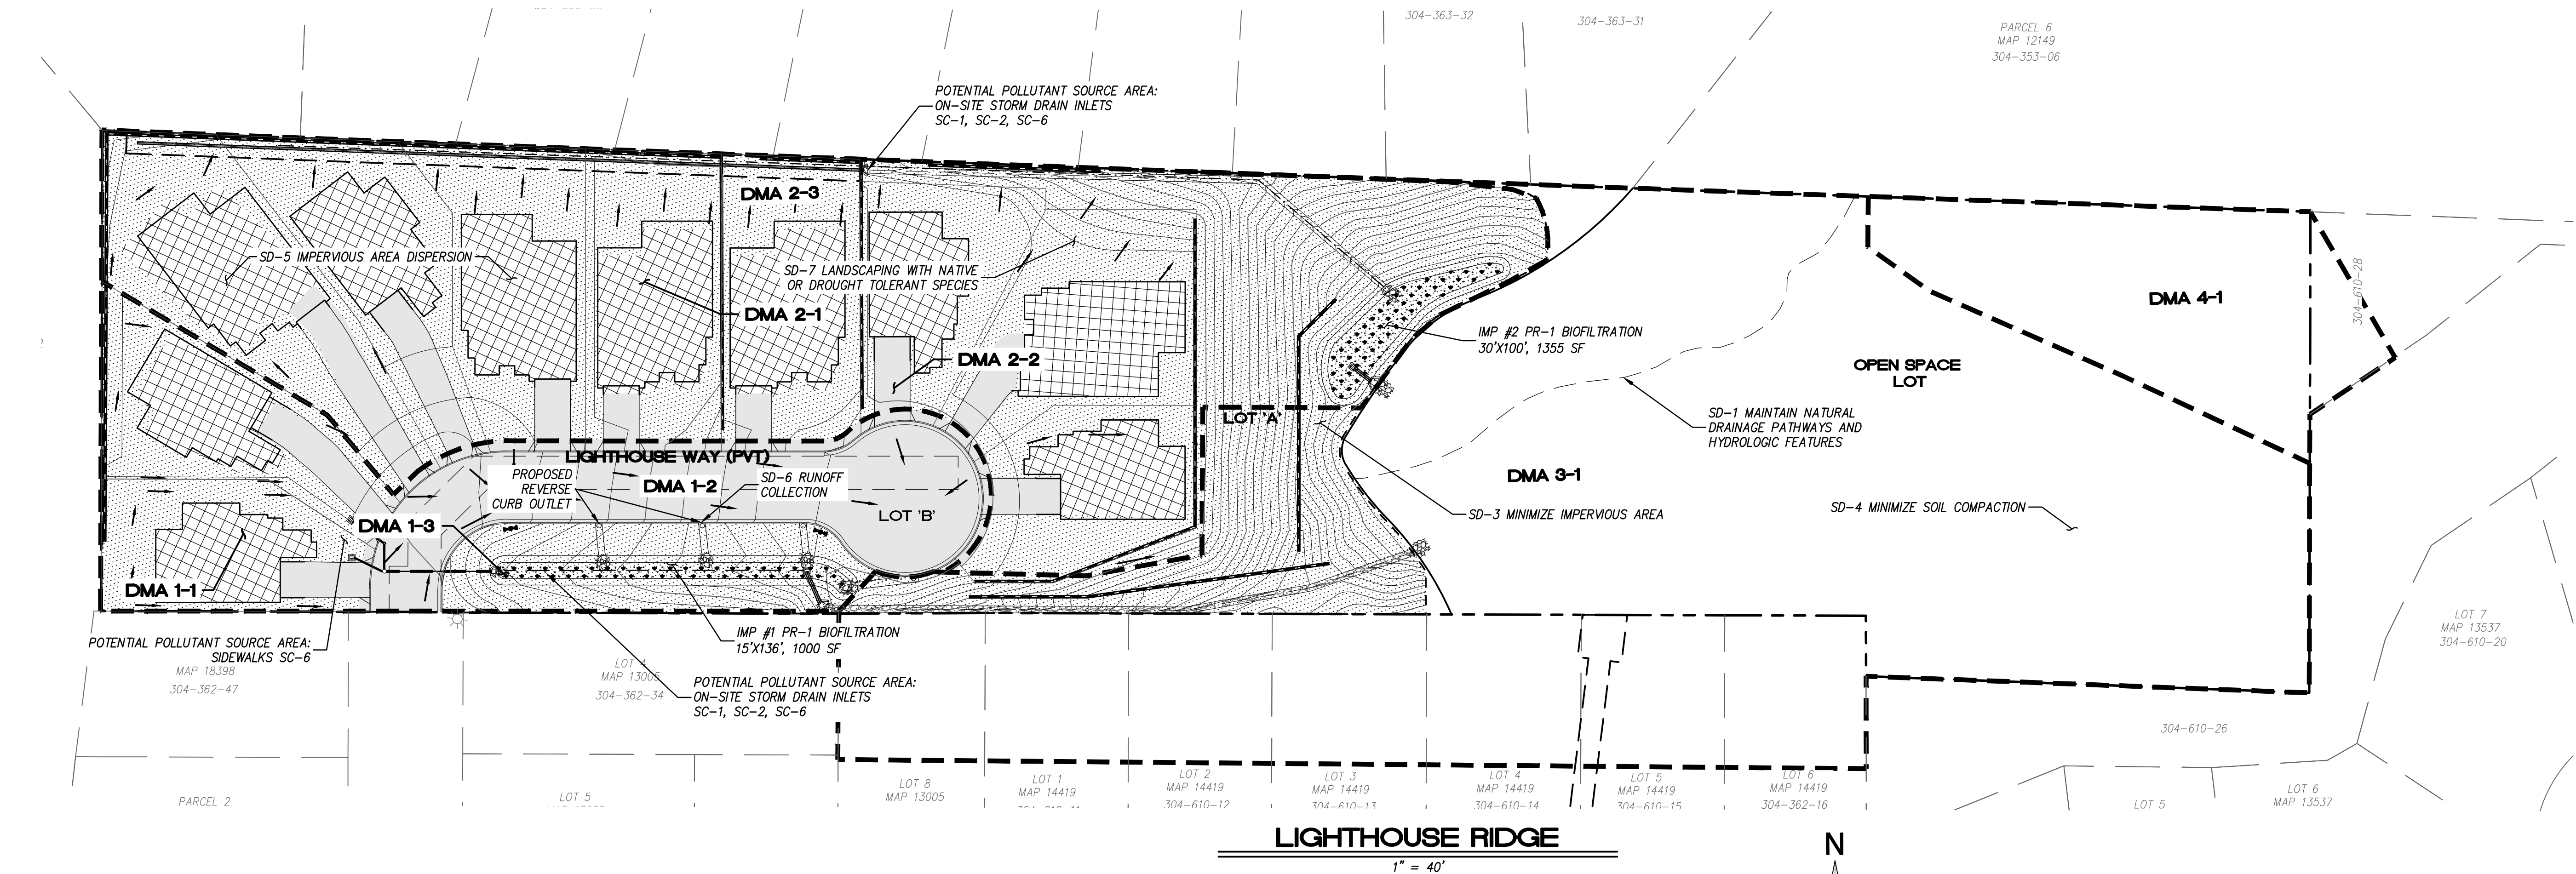 304-363-32
304-363-31
PARCEL 6
MAP 12149
304-353-06
POTENTIAL POLLUTANT SOURCE AREA:
ON-SITE STORM DRAIN INLETS
SC-1, SC-2, SC-6
DMA 2-3
SD-5 IMPERVIOUS AREA DISPERSION
SD-7 LANDSCAPING WITH NATIVE
OR DROUGHT TOLERANT SPECIES
DMA 2-1
DMA 2-2
IMP #2 PR-1 BIOFILTRATION
30'X100', 1355 SF
DMA 4-1
304-610-28
OPEN SPACE
LOT
LOT 'A'
SD-1 MAINTAIN NATURAL
DRAINAGE PATHWAYS AND
HYDROLOGIC FEATURES
LIGHTHOUSE WAY (PVT)
PROPOSED
REVERSE
CURB OUTLET
DMA 1-2
SD-6 RUNOFF
COLLECTION
LOT 'B'
DMA 3-1
SD-3 MINIMIZE IMPERVIOUS AREA
SD-4 MINIMIZE SOIL COMPACTION
DMA 1-3
DMA 1-1
POTENTIAL POLLUTANT SOURCE AREA:
SIDEWALKS SC-6
IMP #1 PR-1 BIOFILTRATION
15'X136', 1000 SF
POTENTIAL POLLUTANT SOURCE AREA:
ON-SITE STORM DRAIN INLETS
SC-1, SC-2, SC-6
MAP 18398
304-362-47
LOT 4
MAP 13005
304-362-34
LOT 7
MAP 13537
304-610-20
304-610-26
PARCEL 2
LOT 5
LOT 8
MAP 13005
LOT 1
MAP 14419
LOT 2
MAP 14419
304-610-12
LOT 3
MAP 14419
304-610-13
LOT 4
MAP 14419
304-610-14
LOT 5
MAP 14419
304-610-15
LOT 6
MAP 14419
304-362-16
LOT 5
LOT 6
MAP 13537
LIGHTHOUSE RIDGE
1" = 40'
N